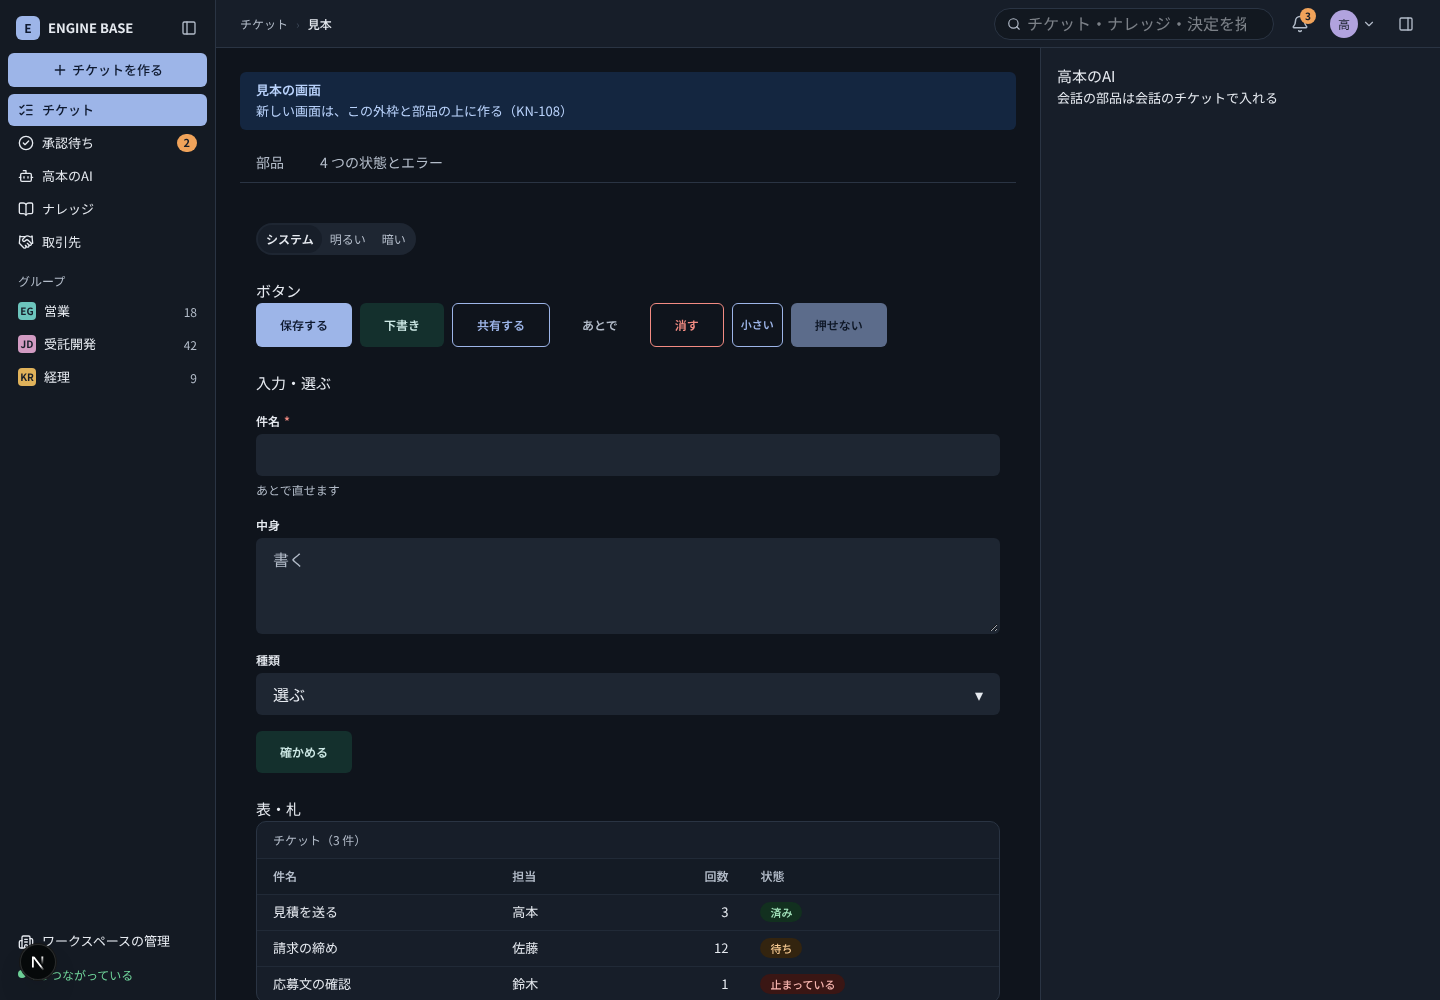 E ENGINE BASE
チケットを作る
チケット
承認待ち 2
高本のAI
ナレッジ
取引先
グループ
EG 営業 18
JD 受託開発 42
KR 経理 9
ワークスペースの管理
N つながっている
チケット › 見本
チケット・ナレッジ・決定を探
3
高
見本の画面
新しい画面は、この外枠と部品の上に作る（KN-108）
部品 4 つの状態とエラー
システム 明るい 暗い
ボタン
保存する 下書き 共有する あとで 消す 小さい 押せない
入力・選ぶ
件名 *
あとで直せます
中身
書く
種類
選ぶ ▼
確かめる
表・札
チケット（3 件）
件名 担当 回数 状態
見積を送る 高本 3 済み
請求の締め 佐藤 12 待ち
応募文の確認 鈴木 1 止まっている
高本のAI
会話の部品は会話のチケットで入れる